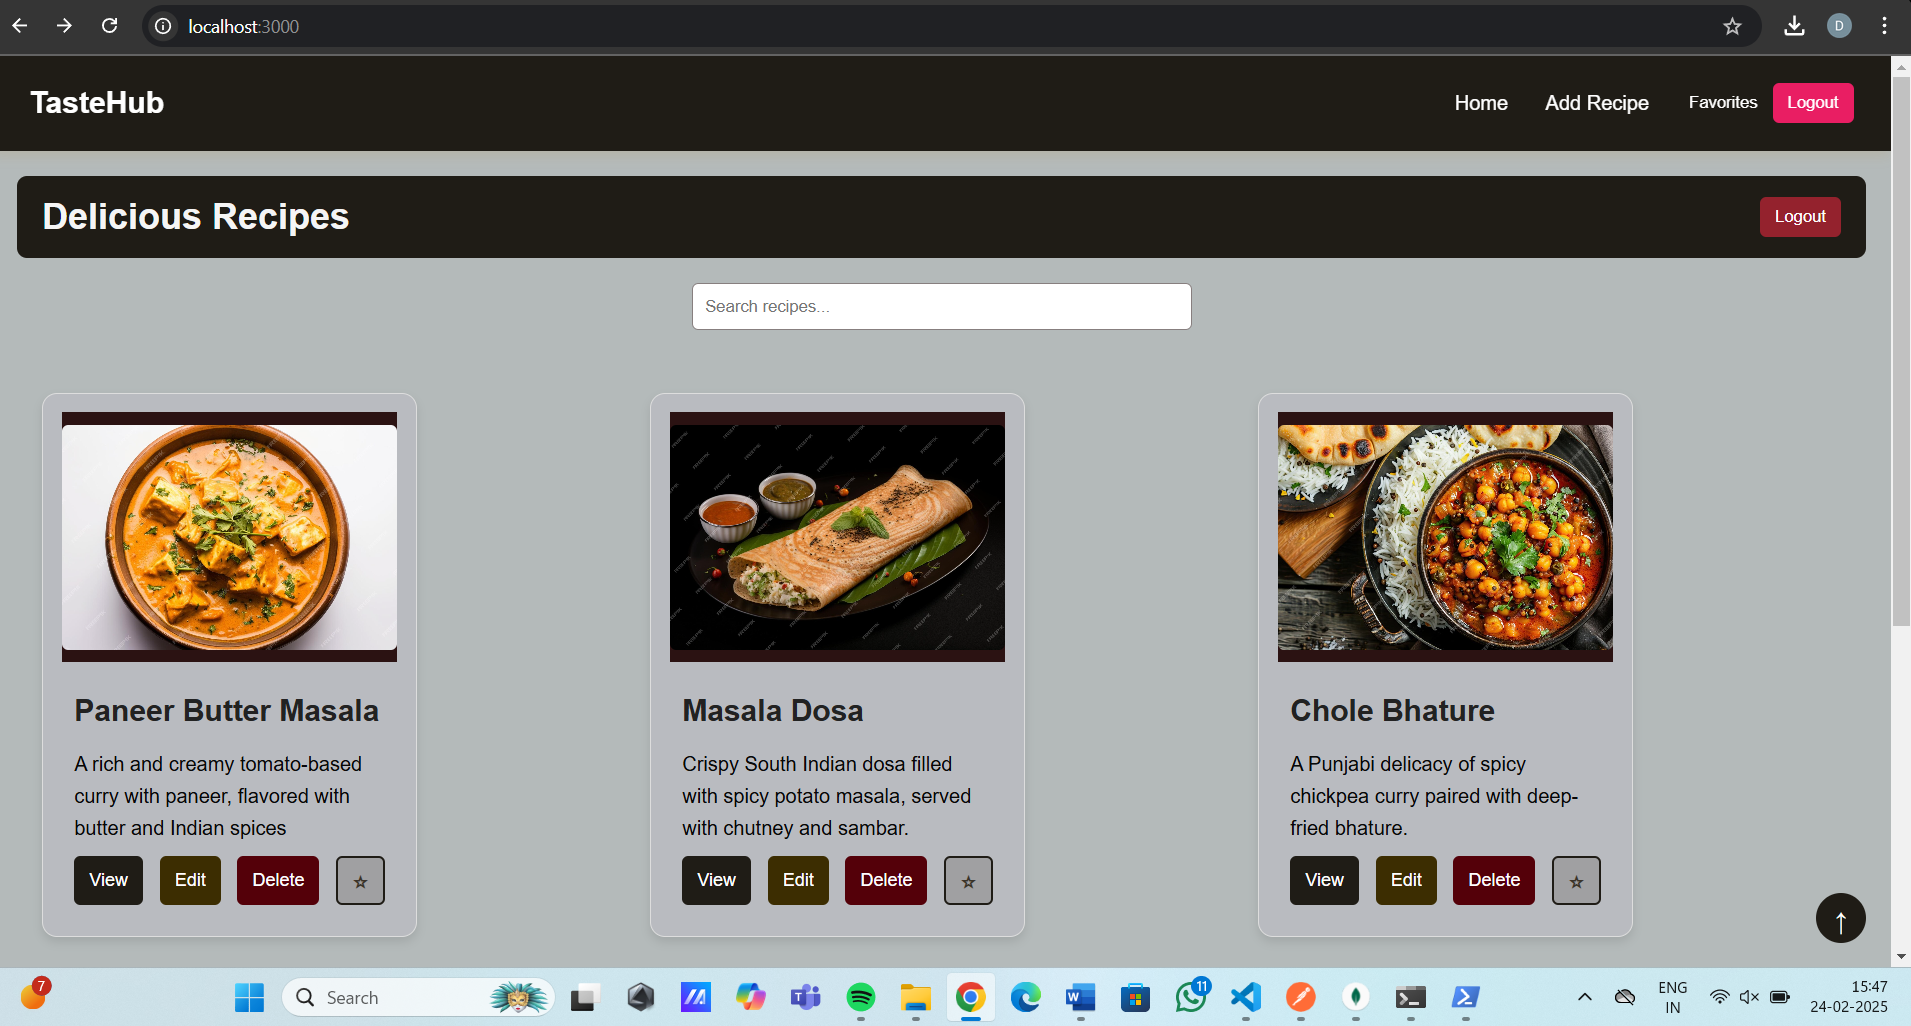 localhost:3000
D
TasteHub
Home
Add Recipe
Favorites
Logout
Delicious Recipes
Logout
Search recipes...
Paneer Butter Masala
A rich and creamy tomato-based
curry with paneer, flavored with
butter and Indian spices
View
Edit
Delete
Masala Dosa
Crispy South Indian dosa filled
with spicy potato masala, served
with chutney and sambar.
View
Edit
Delete
Chole Bhature
A Punjabi delicacy of spicy
chickpea curry paired with deep-
fried bhature.
View
Edit
Delete
7
Search
11
ENG
IN
15:47
24-02-2025